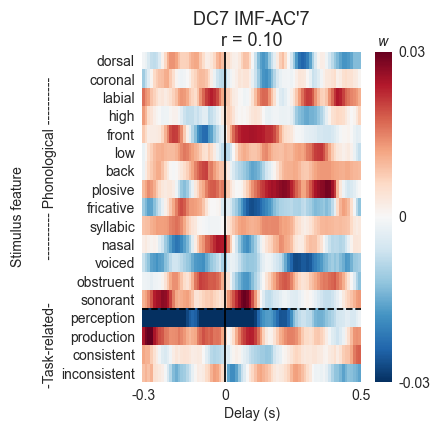 DC7 IMF-AC'7
r = 0.10
w
dorsal
coronal
labial
high
front
low
back
plosive
fricative
syllabic
nasal
voiced
obstruent
sonorant
perception
production
consistent
inconsistent
Stimulus feature
---------- Phonological ----------
-Task-related-
-0.3
0
0.5
Delay (s)
0.03
0
-0.03